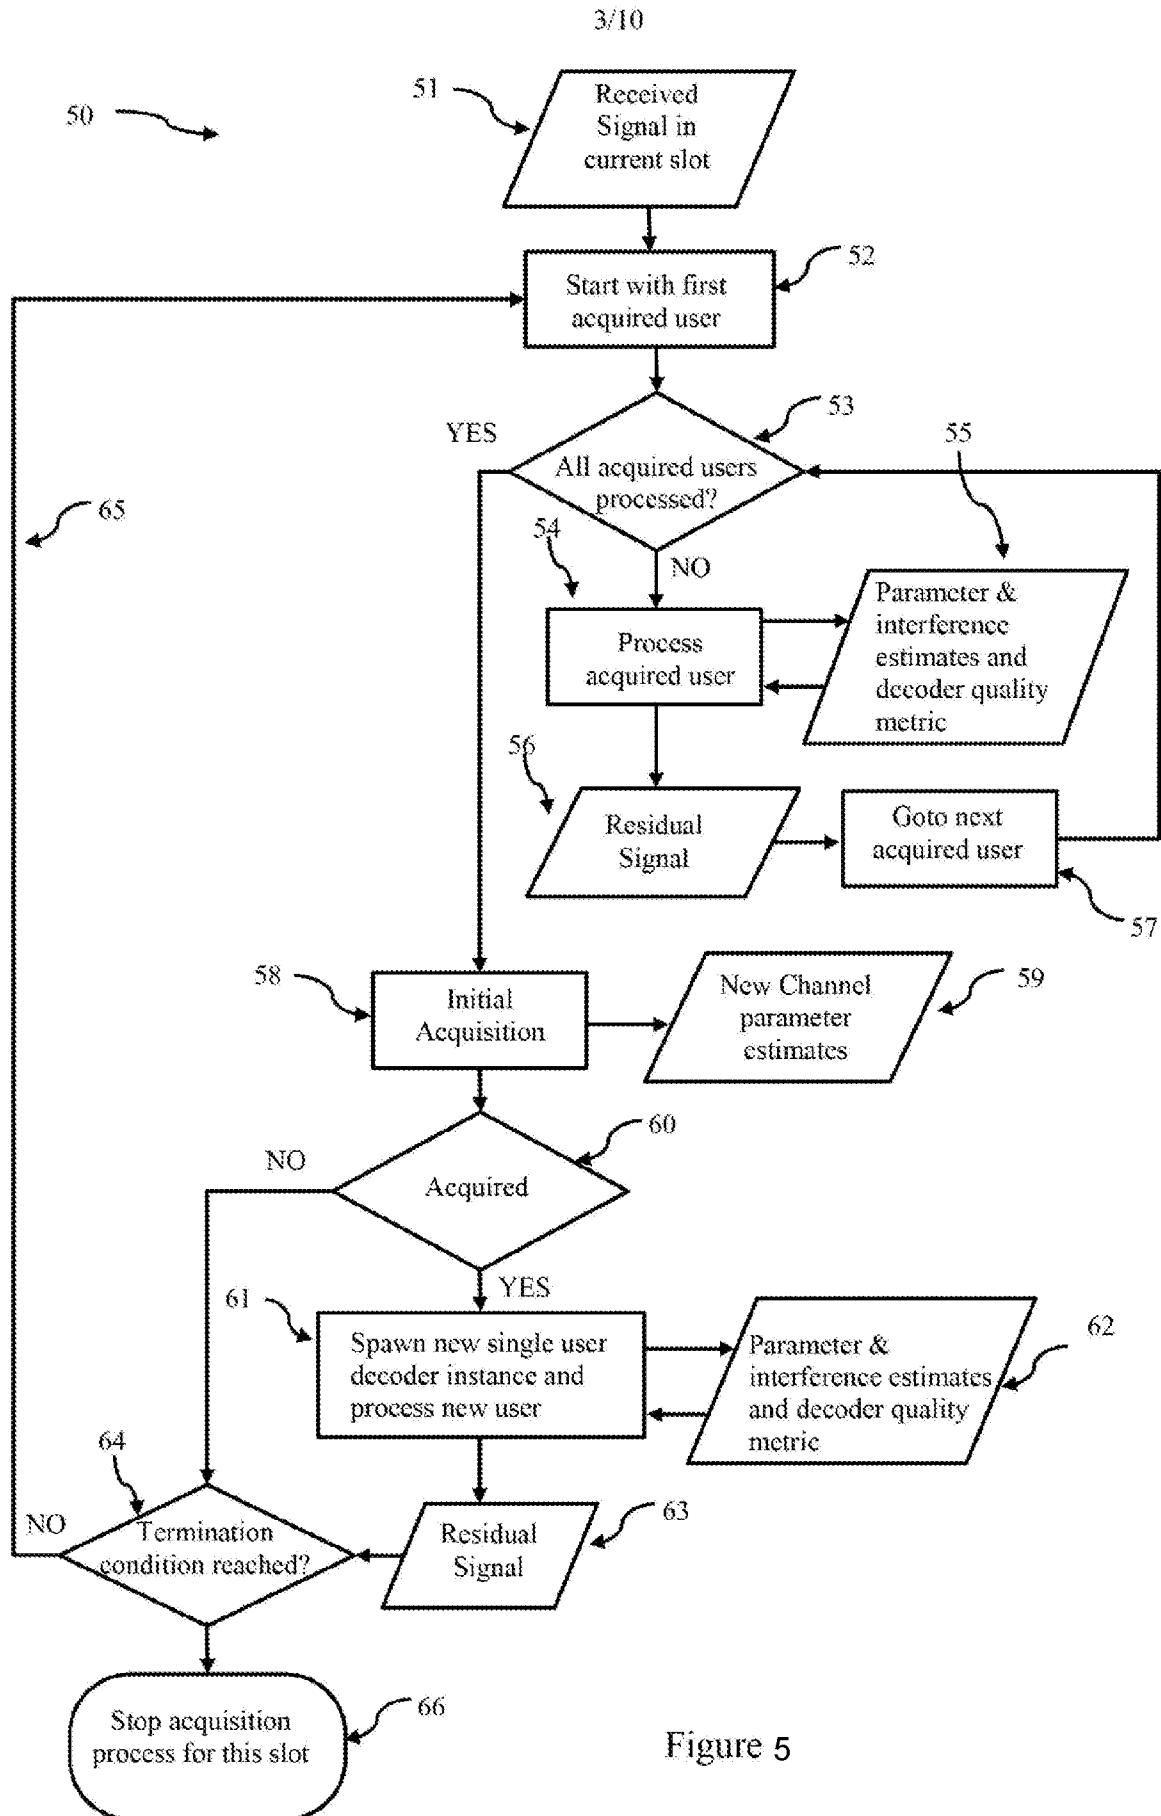 3/10
50
51
Received
Signal in
current slot
52
Start with first
acquired user
53
YES
All acquired users
processed?
55
65
54
NO
Parameter &
interference
estimates and
decoder quality
metric
Process
acquired user
56
Residual
Signal
Goto next
acquired user
57
58
Initial
Acquisition
New Channel
parameter
estimates
59
60
NO
Acquired
YES
61
Spawn new single user
decoder instance and
process new user
62
Parameter &
interference estimates
and decoder quality
metric
64
NO
Termination
condition reached?
Residual
Signal
63
Stop acquisition
process for this slot
66
Figure 5